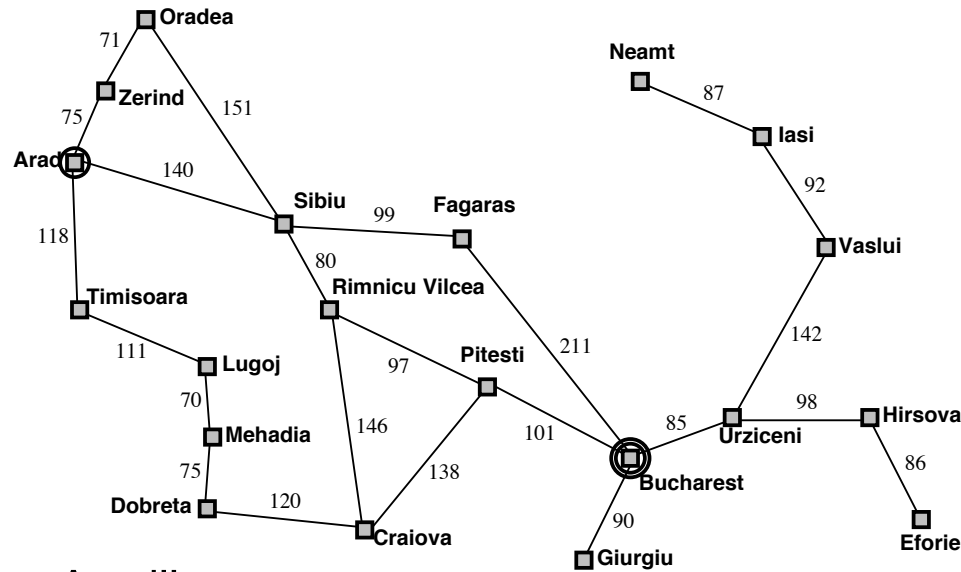 Oradea
71
Neamt
87
Zerind
151
75
Iasi
Arad
140
92
Sibiu
99
Fagaras
118
Vaslui
80
Timisoara
Rimnicu Vilcea
142
111
Pitesti
211
Lugoj
97
70
98
Hirsova
85
Urziceni
146
101
Mehadia
138
86
75
Bucharest
120
Dobreta
90
Craiova
Eforie
Giurgiu